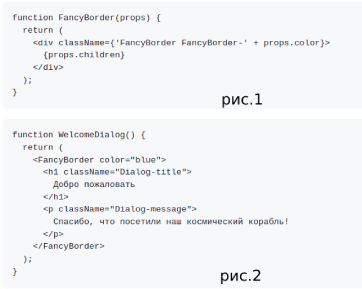 function FancyBorder(props) {
  return (
    <div className={'FancyBorder FancyBorder-' + props.color}>
      {props.children}
    </div>
  );
}
рис.1
function WelcomeDialog() {
  return (
    <FancyBorder color="blue">
      <h1 className="Dialog-title">
        Добро пожаловать
      </h1>
      <p className="Dialog-message">
        Спасибо, что посетили наш космический корабль!
      </p>
    </FancyBorder>
  );
}
рис.2